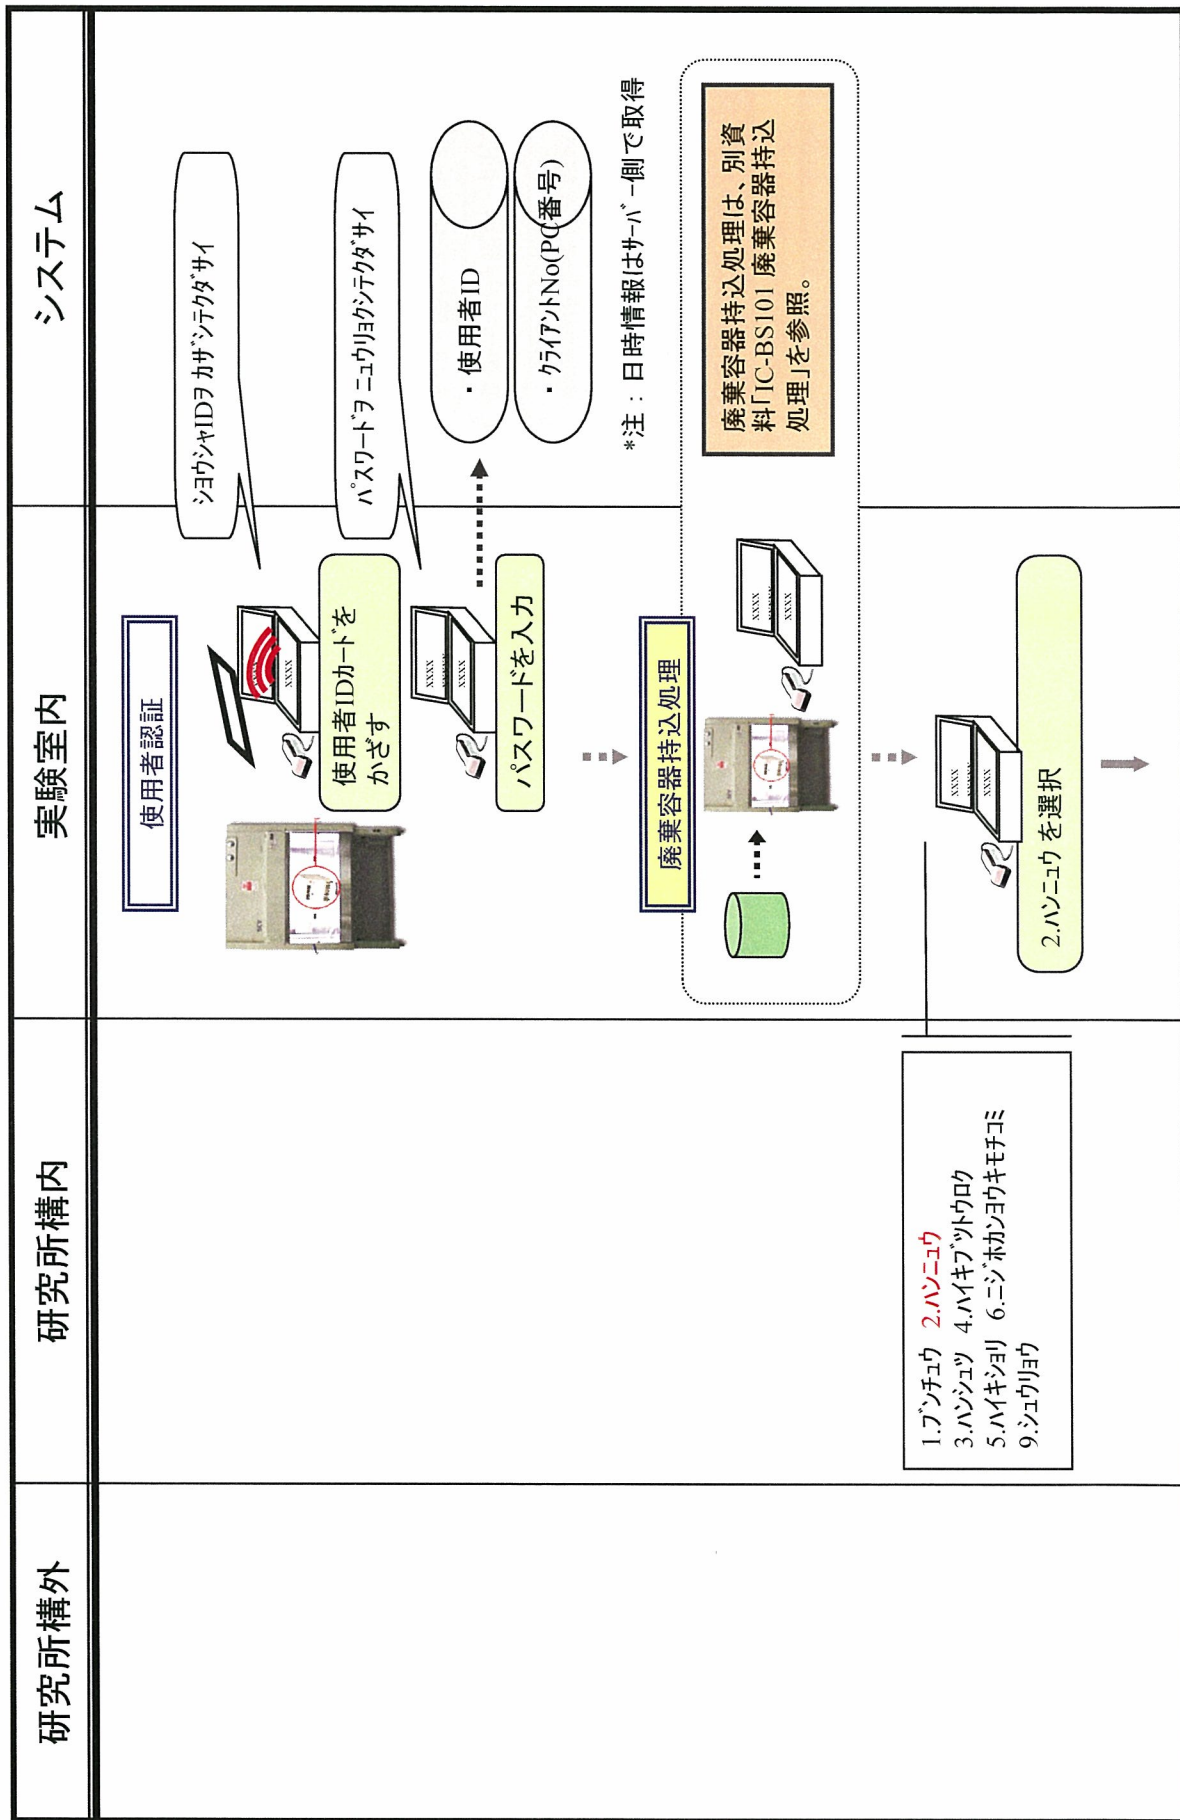 研究所構外
研究所構内
実験室内
システム
使用者認証
ショウシャIDヲ カザシテクダサイ
使用者IDカードを
かざす
パスワードヲ ニュウリョクシテクダサイ
パスワードを入力
・使用者ID
・クライアントNo(PC番号)
*注：日時情報はサーバー側で取得
廃棄容器持込処理
廃棄容器持込処理は、別資
料「IC-BS101 廃棄容器持込
処理」を参照。
XXXX
XXXX
XXXX
XXXX
XXXX
XXXX
XXXX
XXXX
1.ブンチュウ 2.ハンニュウ
3.ハンシュツ 4.ハイキブツトウロク
5.ハイキショリ 6.ニジホカンヨウキモチコミ
9.シュウリョウ
2.ハンニュウ を選択